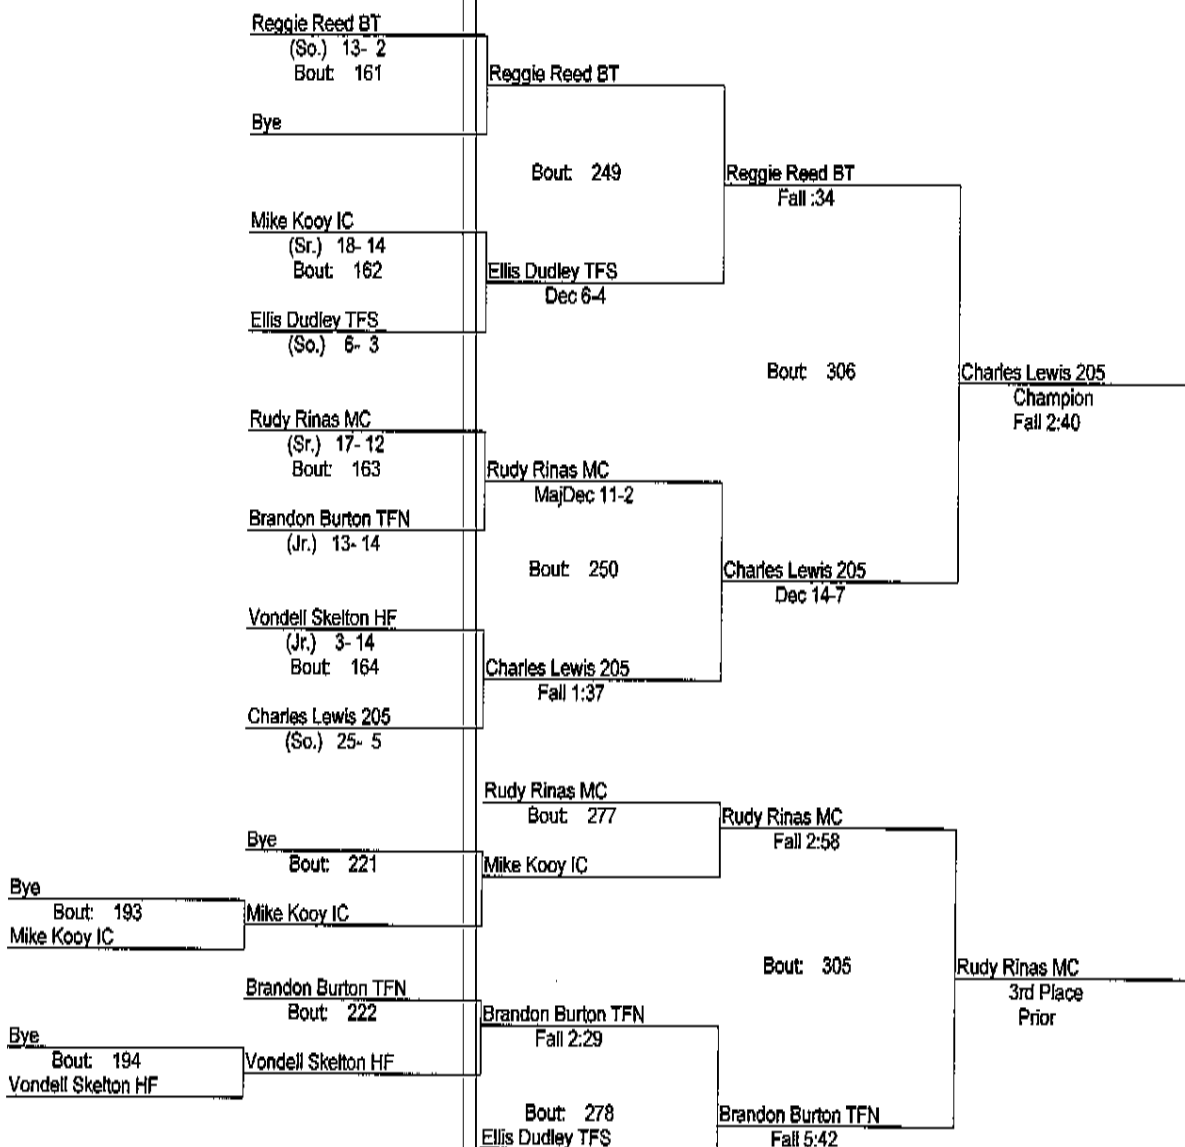 Reggie Reed BT
(So.) 13- 2
Bout: 161
Reggie Reed BT
Bye
Bout: 249
Reggie Reed BT
Fall :34
Mike Kooy IC
(Sr.) 18- 14
Bout: 162
Ellis Dudley TFS
Dec 6-4
Ellis Dudley TFS
(So.) 6- 3
Bout: 306
Charles Lewis 205
Champion
Fall 2:40
Rudy Rinas MC
(Sr.) 17- 12
Bout: 163
Rudy Rinas MC
MajDec 11-2
Brandon Burton TFN
(Jr.) 13- 14
Bout: 250
Charles Lewis 205
Dec 14-7
Vondell Skelton HF
(Jr.) 3- 14
Bout: 164
Charles Lewis 205
Fall 1:37
Charles Lewis 205
(So.) 25- 5
Rudy Rinas MC
Bout: 277
Rudy Rinas MC
Fall 2:58
Bye
Bout: 221
Mike Kooy IC
Bye
Bout: 193
Mike Kooy IC
Mike Kooy IC
Bout: 305
Rudy Rinas MC
3rd Place
Prior
Brandon Burton TFN
Bout: 222
Brandon Burton TFN
Fall 2:29
Bye
Bout: 194
Vondell Skelton HF
Vondell Skelton HF
Bout: 278
Brandon Burton TFN
Fall 5:42
Ellis Dudley TFS